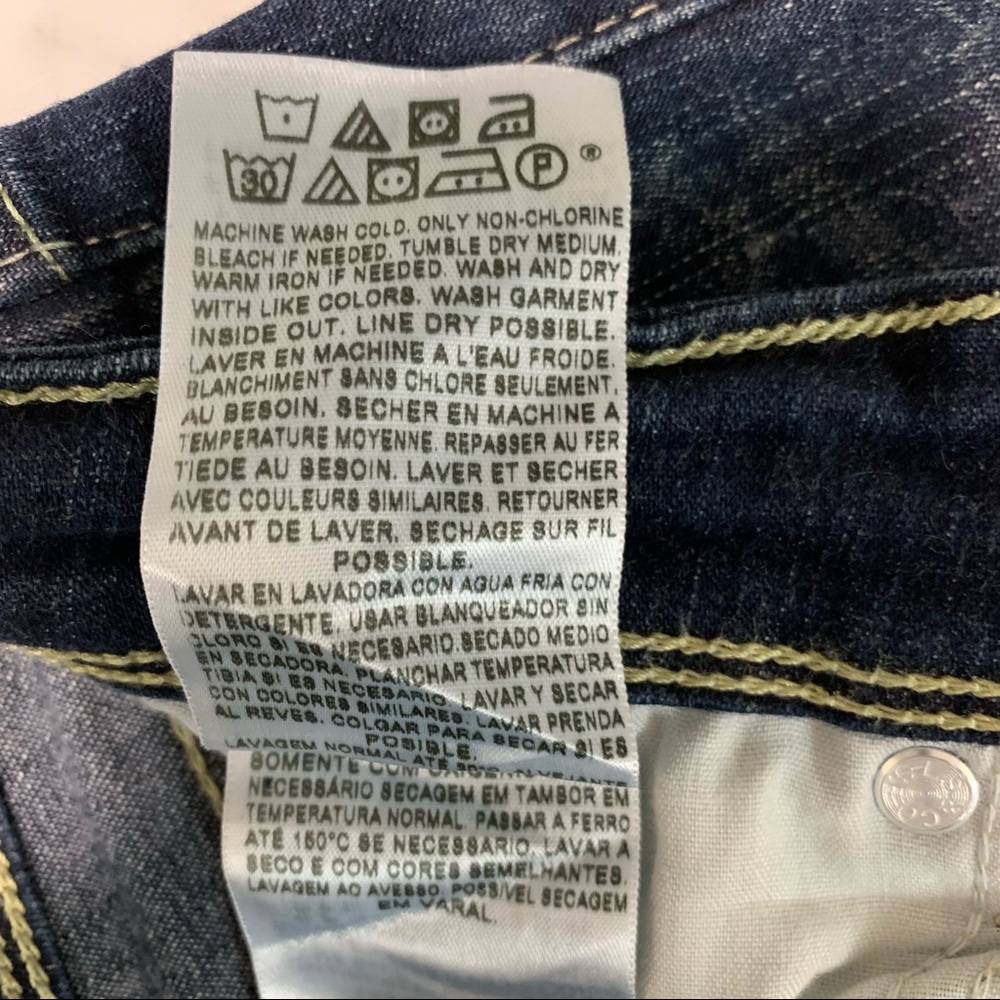 30 P ®
MACHINE WASH COLD. ONLY NON-CHLORINE
BLEACH IF NEEDED. TUMBLE DRY MEDIUM.
WARM IRON IF NEEDED. WASH AND DRY
WITH LIKE COLORS. WASH GARMENT
INSIDE OUT. LINE DRY POSSIBLE.
LAVER EN MACHINE A L'EAU FROIDE.
BLANCHIMENT SANS CHLORE SEULEMENT,
AU BESOIN. SECHER EN MACHINE A
TEMPERATURE MOYENNE. REPASSER AU FER
TIEDE AU BESOIN. LAVER ET SECHER
AVEC COULEURS SIMILAIRES. RETOURNER
AVANT DE LAVER. SECHAGE SUR FIL
POSSIBLE.
LAVAR EN LAVADORA CON AGUA FRIA CON
DETERGENTE. USAR BLANQUEADOR SIN
CLORO SI ES NECESARIO.SECADO MEDIO
EN SECADORA. PLANCHAR TEMPERATURA
TIBIA SI ES NECESARIO. LAVAR Y SECAR
CON COLORES SIMILARES. LAVAR PRENDA
AL REVES. COLGAR PARA SECAR SI ES
POSIBLE.
LAVAGEM NORMAL ATÉ
SOMENTE COM
NECESSÁRIO SECAGEM EM TAMBOR EM
TEMPERATURA NORMAL. PASSAR A FERRO
ATÉ 150°C SE NECESSARIO. LAVAR A
SECO E COM CORES SEMELHANTES.
LAVAGEM AO AVESSO. POSSIVEL SECAGEM
EM VARAL.